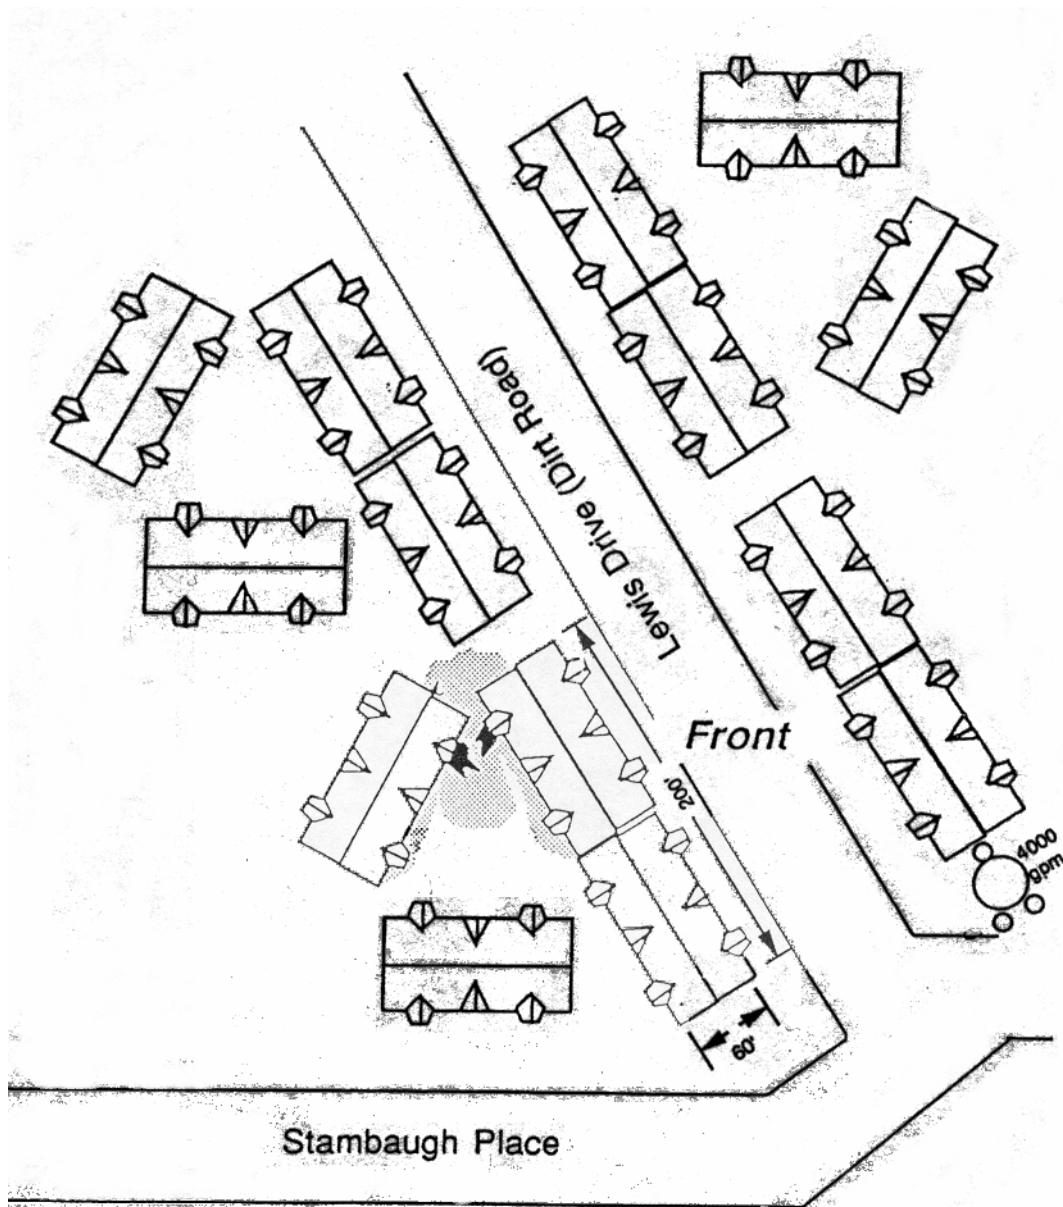 Lewis Drive (Dirt Road)
Front
200'
4000
gpm
60'
Stambaugh Place